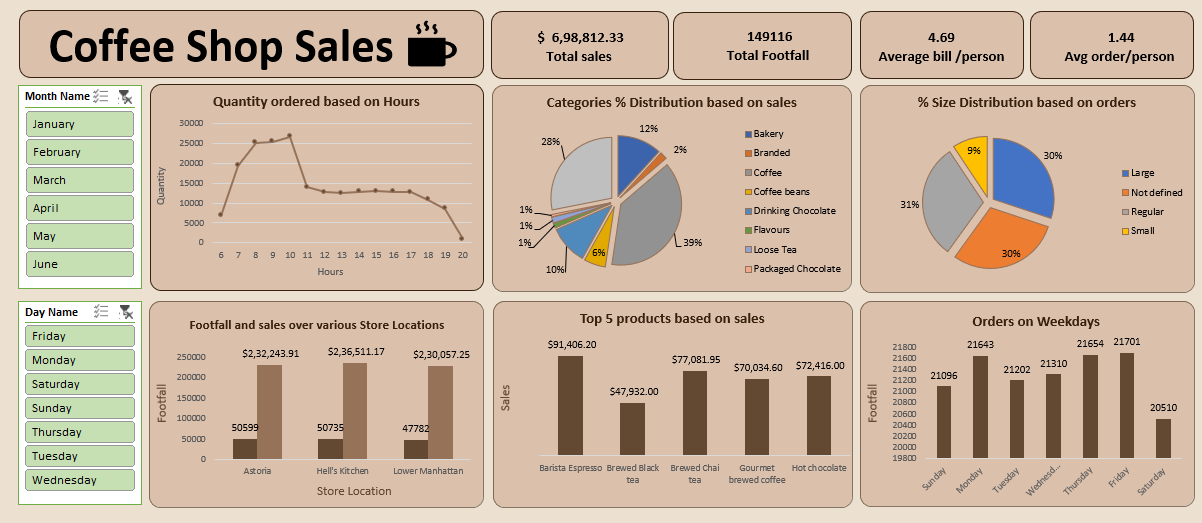 Coffee Shop Sales
$ 6,98,812.33
Total sales
149116
Total Footfall
4.69
Average bill /person
1.44
Avg order/person
Month Name
January
February
March
April
May
June
Quantity ordered based on Hours
30000
25000
20000
15000
10000
5000
0
Quantity
6 7 8 9 10 11 12 13 14 15 16 17 18 19 20
Hours
Categories % Distribution based on sales
12%
2%
39%
6%
10%
1%
1%
1%
28%
Bakery
Branded
Coffee
Coffee beans
Drinking Chocolate
Flavours
Loose Tea
Packaged Chocolate
% Size Distribution based on orders
30%
30%
31%
9%
Large
Not defined
Regular
Small
Day Name
Friday
Monday
Saturday
Sunday
Thursday
Tuesday
Wednesday
Footfall and sales over various Store Locations
250000
200000
150000
100000
50000
0
Footfall
$2,32,243.91 $2,36,511.17 $2,30,057.25
50599 50735 47782
Astoria Hell's Kitchen Lower Manhattan
Store Location
Top 5 products based on sales
Sales
$91,406.20
$47,932.00
$77,081.95
$70,034.60
$72,416.00
Barista Espresso
Brewed Black
tea
Brewed Chai
tea
Gourmet
brewed coffee
Hot chocolate
Orders on Weekdays
21800
21600
21400
21200
21000
20800
20600
20400
20200
20000
19800
Footfall
21096
21643
21202
21310
21654
21701
20510
Sunday
Monday
Tuesday
Wednesd...
Thursday
Friday
Saturday